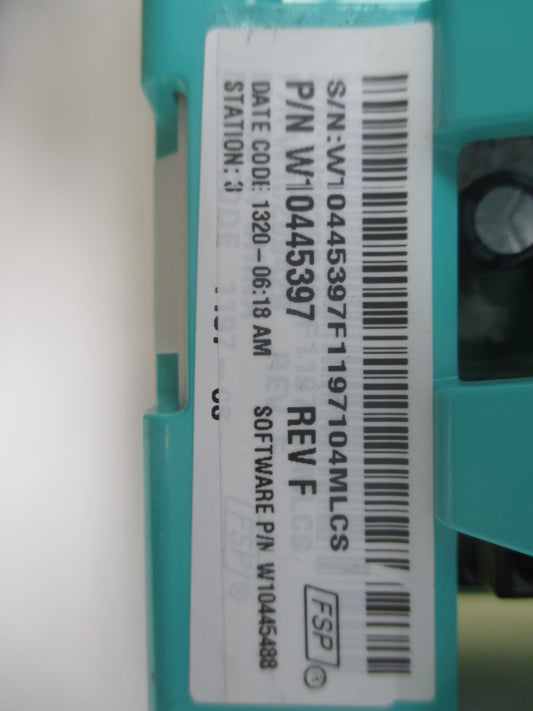 S/N:W10445397F1197104MLCS
P/N W10445397 REV F
FSP®
DATE CODE 1320-06:18 AM SOFTWARE P/N W10445488
STATION: 3